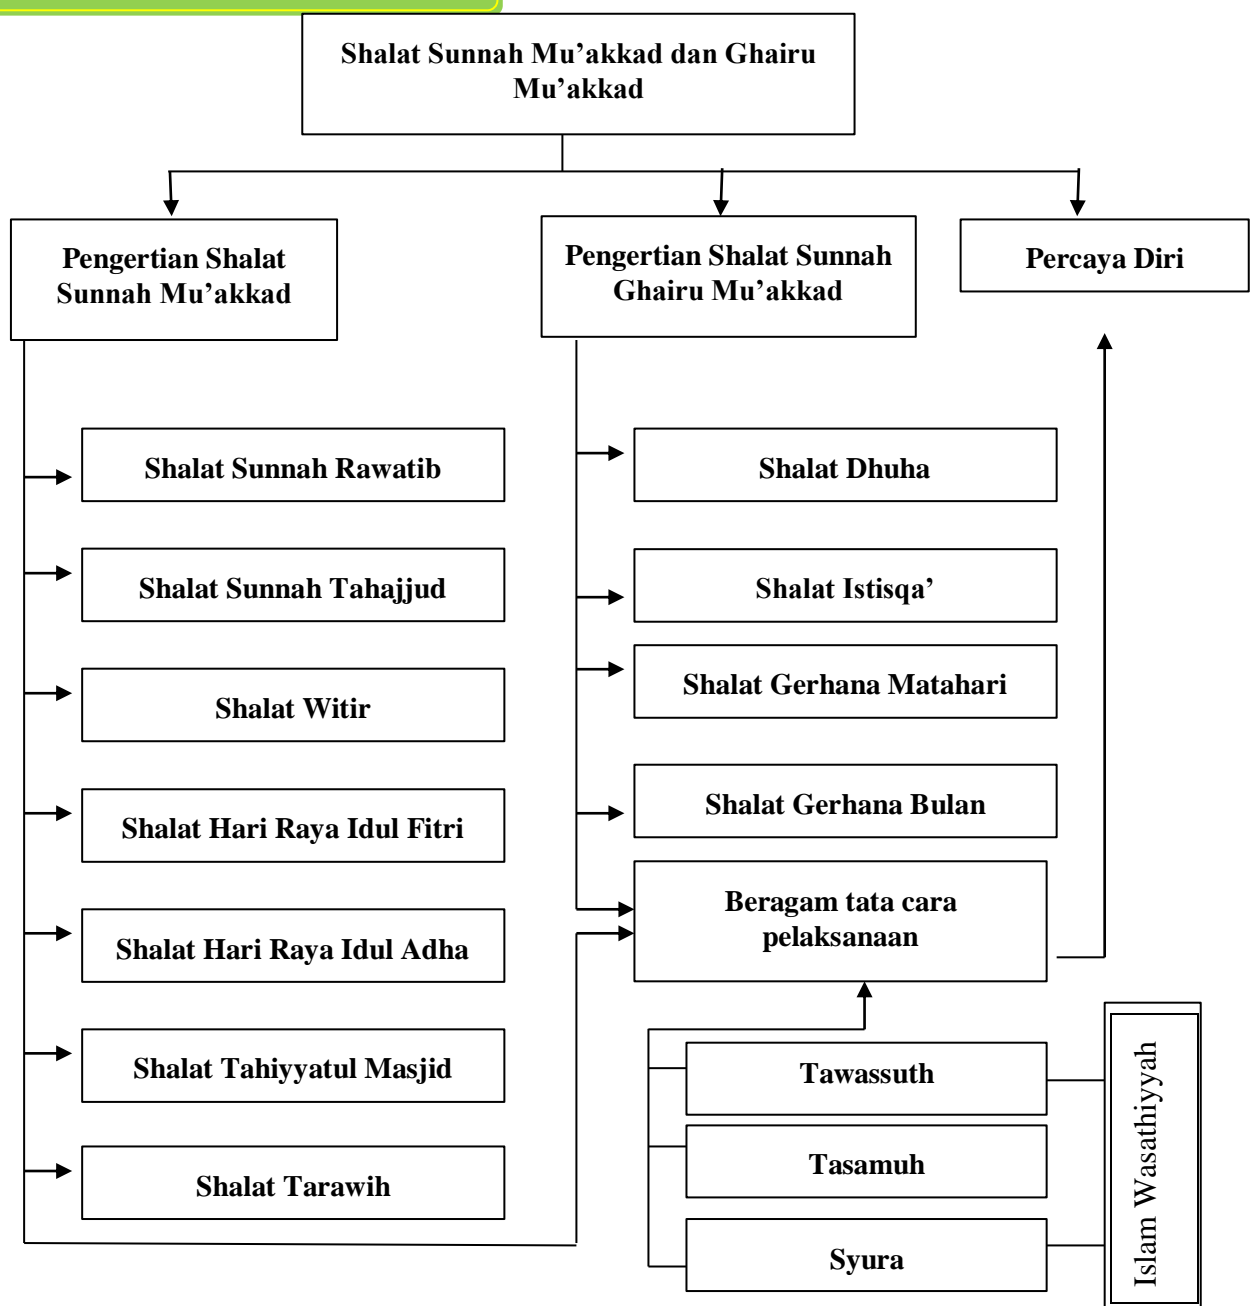 Shalat Sunnah Mu’akkad dan Ghairu
Mu’akkad
Pengertian Shalat
Sunnah Mu’akkad
Pengertian Shalat Sunnah
Ghairu Mu’akkad
Percaya Diri
Shalat Sunnah Rawatib
Shalat Sunnah Tahajjud
Shalat Witir
Shalat Hari Raya Idul Fitri
Shalat Hari Raya Idul Adha
Shalat Tahiyyatul Masjid
Shalat Tarawih
Shalat Dhuha
Shalat Istisqa’
Shalat Gerhana Matahari
Shalat Gerhana Bulan
Beragam tata cara
pelaksanaan
Tawassuth
Tasamuh
Syura
Islam Wasathiyyah